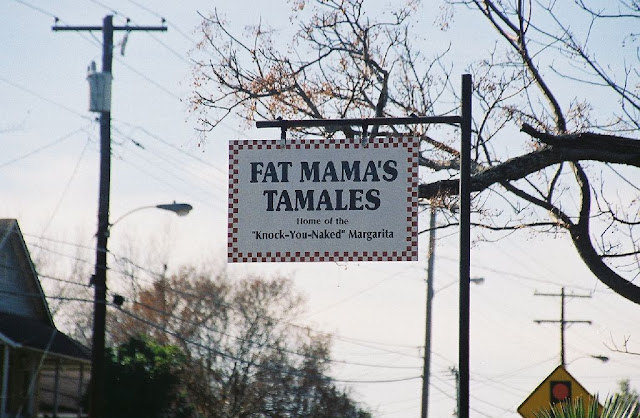 FAT MAMA'S
TAMALES
Home of the
"Knock-You-Naked" Margarita